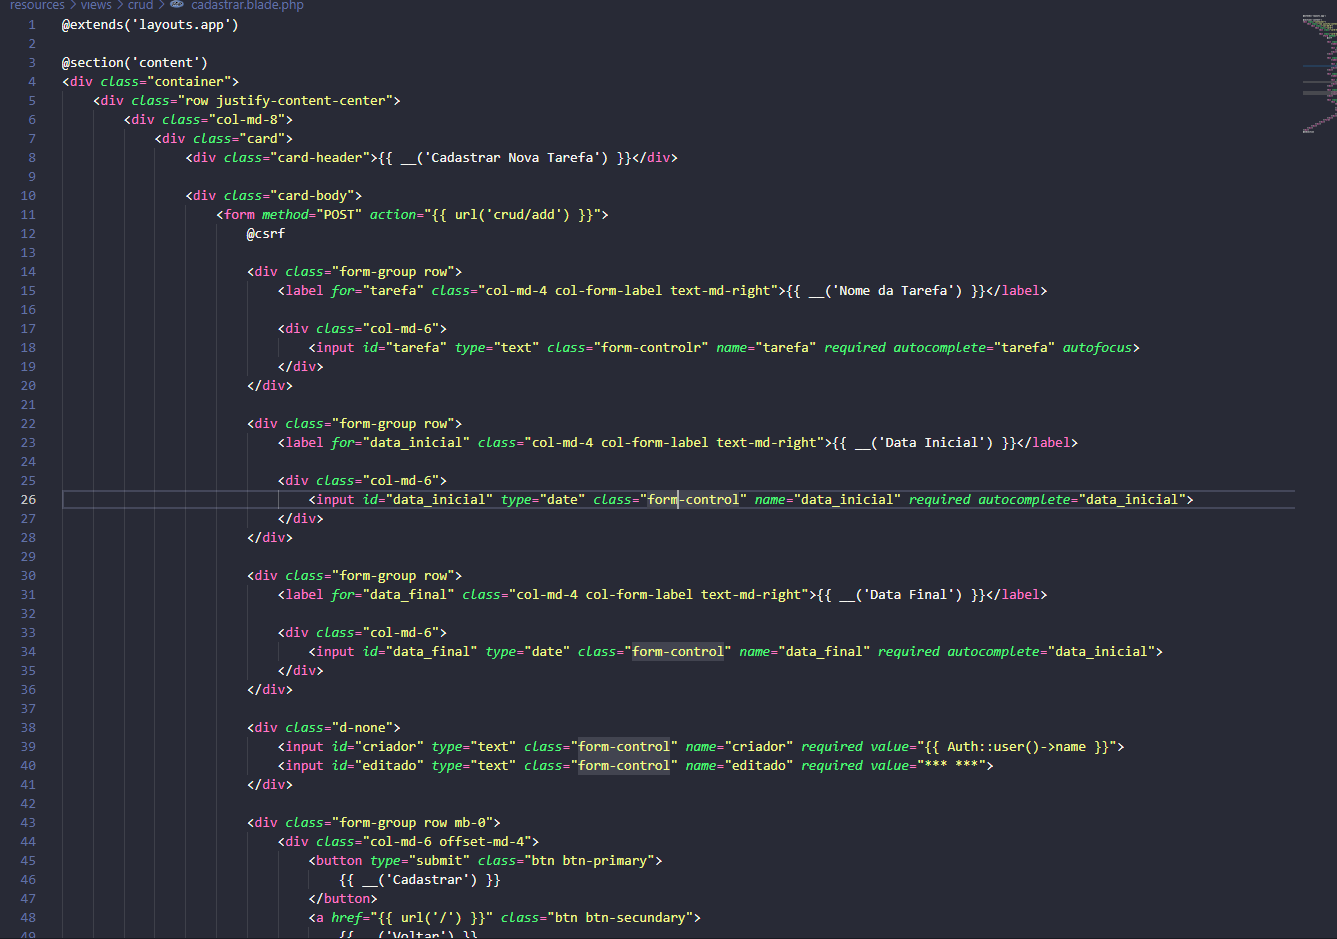 resources > views > crud > cadastrar.blade.php
1 @extends('layouts.app')
2
3 @section('content')
4 <div class="container">
5 <div class="row justify-content-center">
6 <div class="col-md-8">
7 <div class="card">
8 <div class="card-header">{{ __('Cadastrar Nova Tarefa') }}</div>
9
10 <div class="card-body">
11 <form method="POST" action="{{ url('crud/add') }}">
12 @csrf
13
14 <div class="form-group row">
15 <label for="tarefa" class="col-md-4 col-form-label text-md-right">{{ __('Nome da Tarefa') }}</label>
16
17 <div class="col-md-6">
18 <input id="tarefa" type="text" class="form-controlr" name="tarefa" required autocomplete="tarefa" autofocus>
19 </div>
20 </div>
21
22 <div class="form-group row">
23 <label for="data_inicial" class="col-md-4 col-form-label text-md-right">{{ __('Data Inicial') }}</label>
24
25 <div class="col-md-6">
26 <input id="data_inicial" type="date" class="form-control" name="data_inicial" required autocomplete="data_inicial">
27 </div>
28 </div>
29
30 <div class="form-group row">
31 <label for="data_final" class="col-md-4 col-form-label text-md-right">{{ __('Data Final') }}</label>
32
33 <div class="col-md-6">
34 <input id="data_final" type="date" class="form-control" name="data_final" required autocomplete="data_inicial">
35 </div>
36 </div>
37
38 <div class="d-none">
39 <input id="criador" type="text" class="form-control" name="criador" required value="{{ Auth::user()->name }}">
40 <input id="editado" type="text" class="form-control" name="editado" required value="*** ***">
41 </div>
42
43 <div class="form-group row mb-0">
44 <div class="col-md-6 offset-md-4">
45 <button type="submit" class="btn btn-primary">
46 {{ __('Cadastrar') }}
47 </button>
48 <a href="{{ url('/') }}" class="btn btn-secundary">
49 {{ __('Voltar') }}